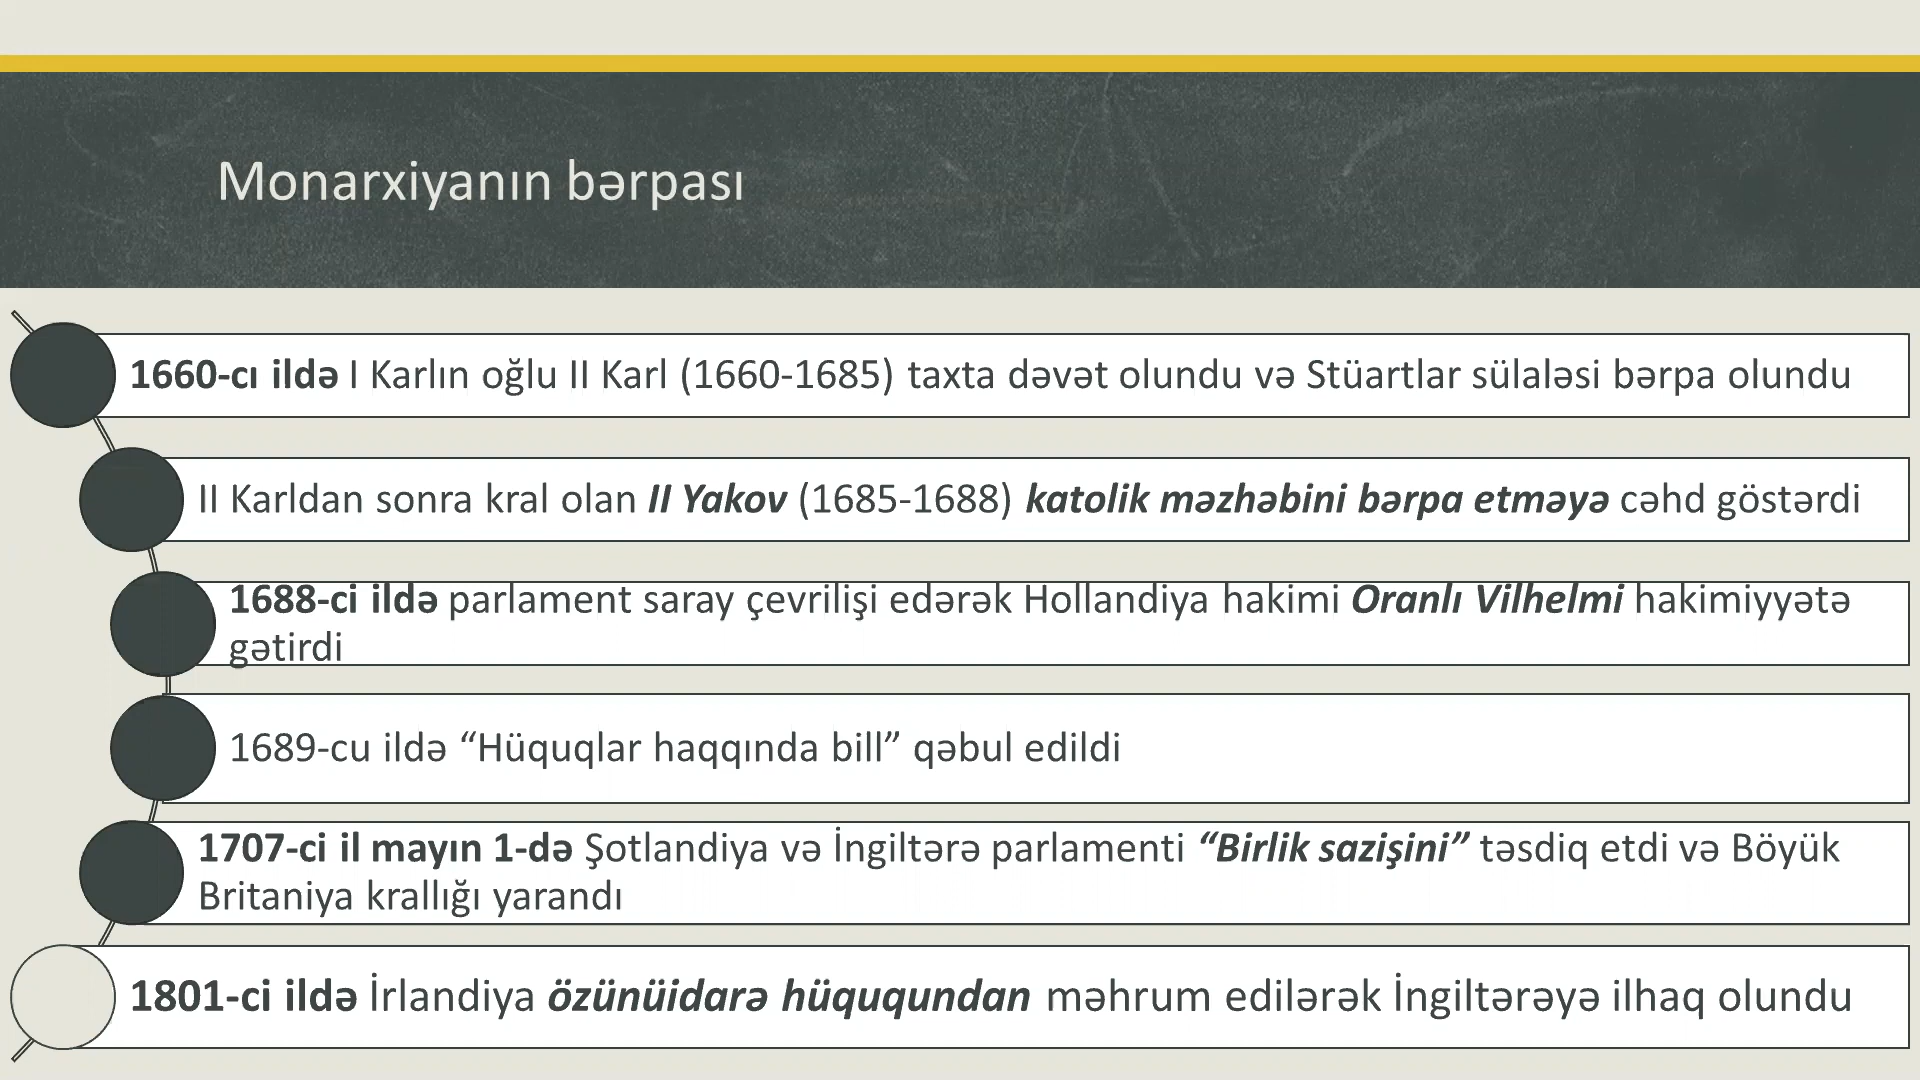 Monarxiyanın bərpası
1660-cı ildə I Karlın oğlu II Karl (1660-1685) taxta dəvət olundu və Stüartlar sülaləsi bərpa olundu
II Karldan sonra kral olan II Yakov (1685-1688) katolik məzhəbini bərpa etməyə cəhd göstərdi
1688-ci ildə parlament saray çevrilişi edərək Hollandiya hakimi Oranlı Vilhelmi hakimiyyətə
gətirdi
1689-cu ildə “Hüquqlar haqqında bill” qəbul edildi
1707-ci il mayın 1-də Şotlandiya və İngiltərə parlamenti “Birlik sazişini” təsdiq etdi və Böyük
Britaniya krallığı yarandı
1801-ci ildə İrlandiya özünüidarə hüququndan məhrum edilərək İngiltərəyə ilhaq olundu